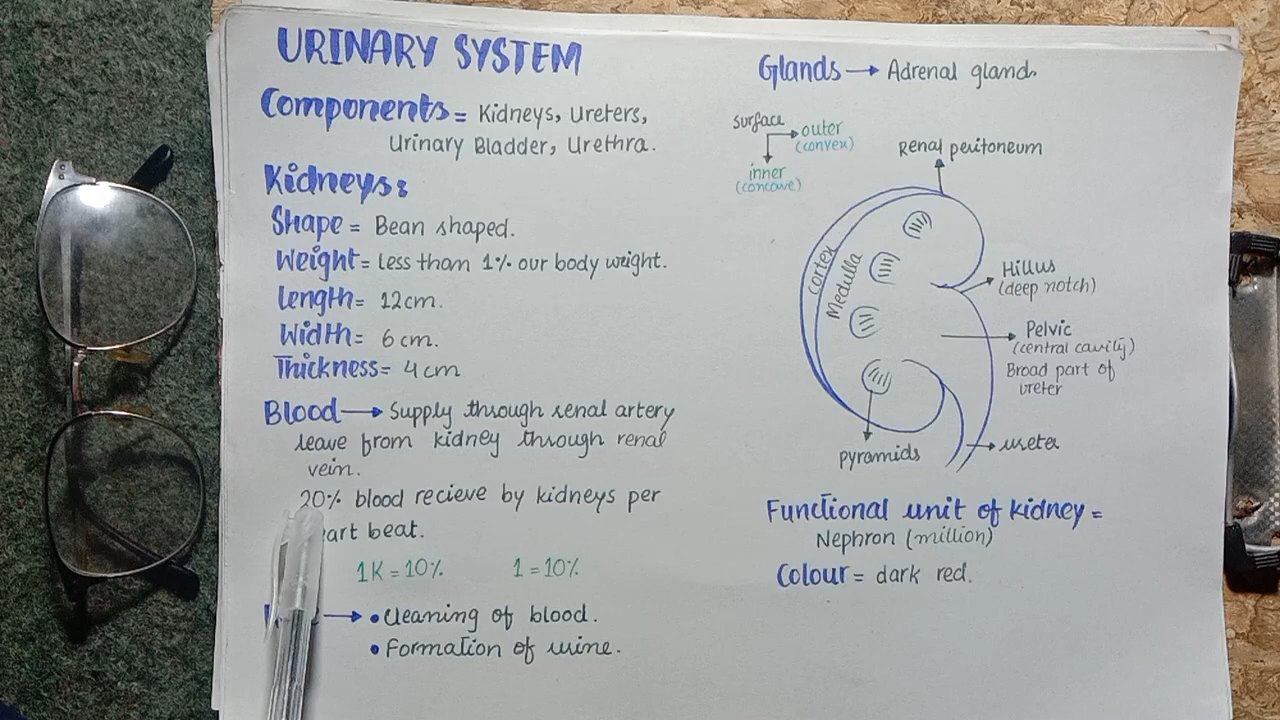 URINARY SYSTEM
Components = Kidneys, Ureters,
Urinary Bladder, Urethra.
Kidneys:
Shape = Bean shaped.
Weight = Less than 1% our body weight.
Length = 12cm.
Width = 6 cm.
Thickness = 4 cm
Blood → Supply through renal artery
leave from kidney through renal
vein.
20% blood recieve by kidneys per
art beat.
1K = 10% 1 = 10%
→ • Cleaning of blood.
• Formation of urine.
Glands → Adrenal gland.
surface
outer
(convex)
inner
(concave)
Renal peritoneum
Cortex
Medulla
Hillus
(deep notch)
Pelvic
(central cavity)
Broad part of
ureter
ureter
pyramids
Functional unit of kidney =
Nephron (million)
Colour = dark red.